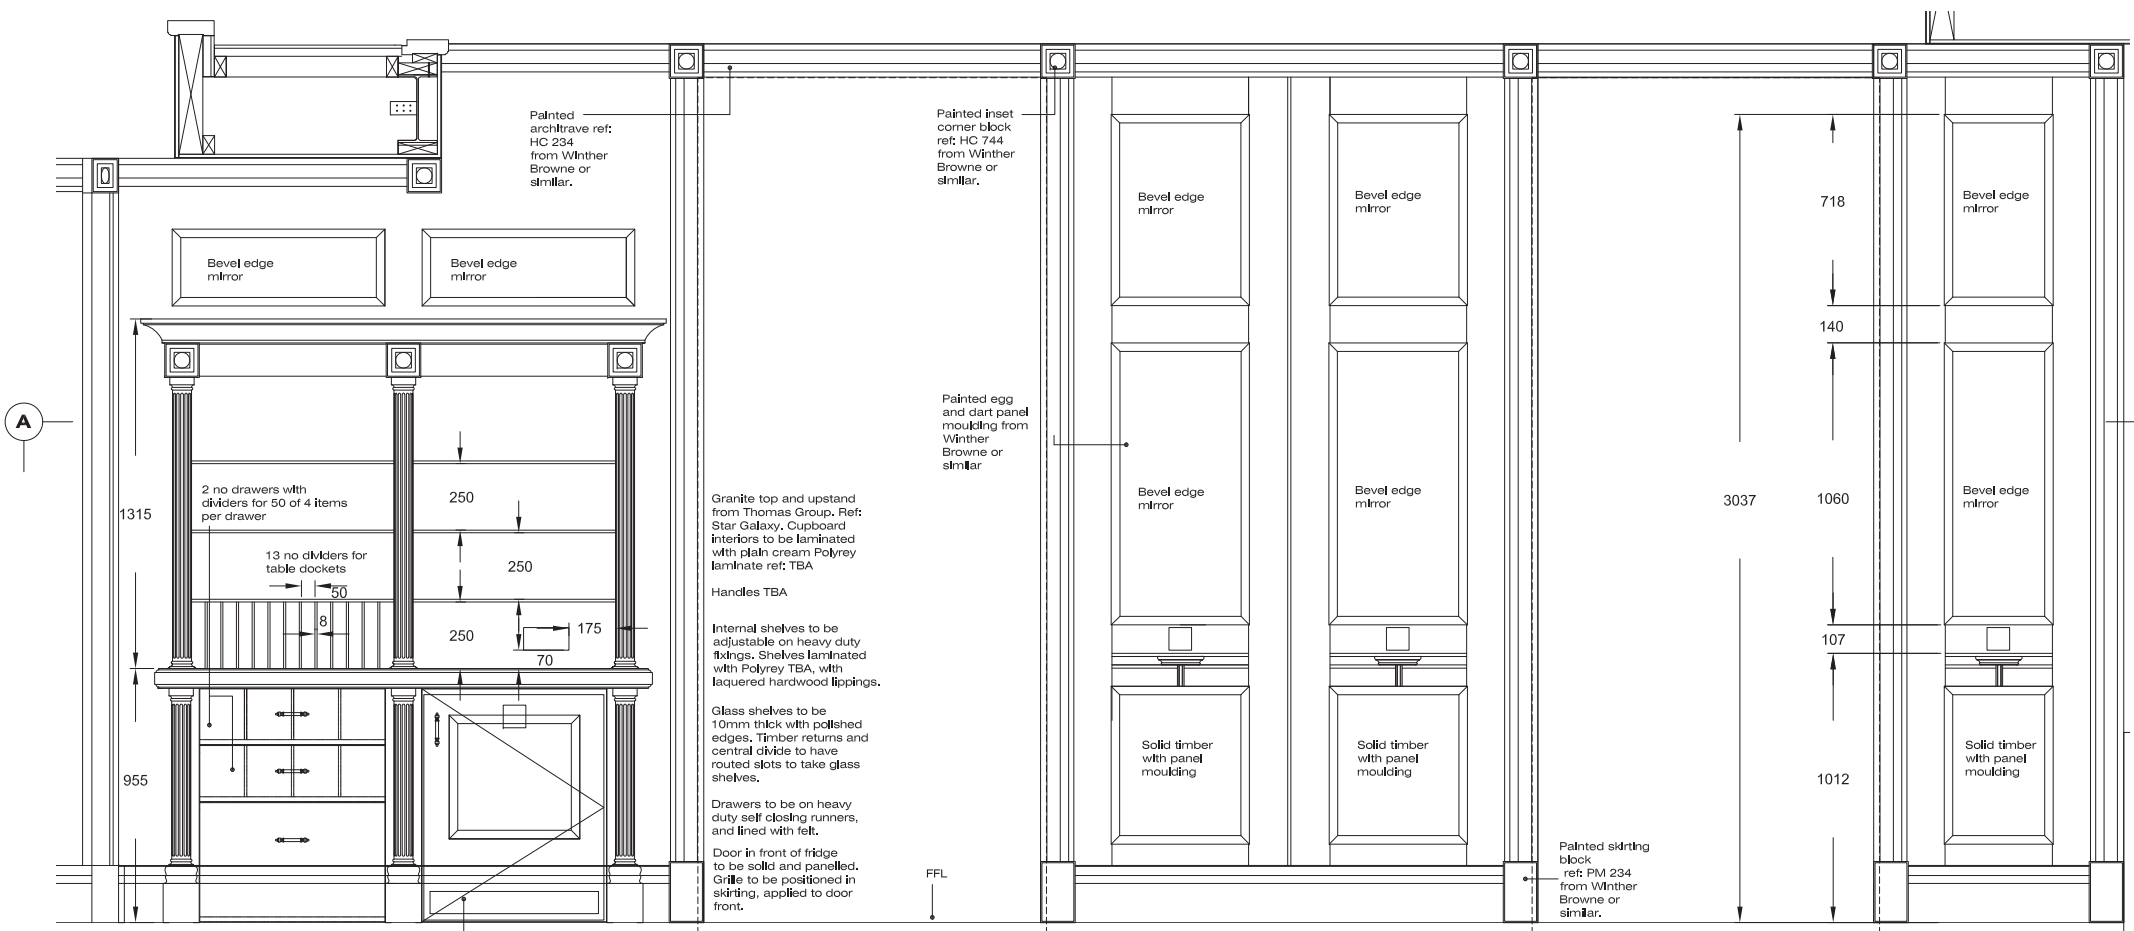 Painted
architrave ref:
HC 234
from Winther
Browne or
similar.
Painted inset
corner block
ref: HC 744
from Winther
Browne or
similar.
Bevel edge
mirror
Bevel edge
mirror
Bevel edge
mirror
Bevel edge
mirror
Bevel edge
mirror
718
140
A
Painted egg
and dart panel
moulding from
Winther
Browne or
similar
2 no drawers with
dividers for 50 of 4 items
per drawer
1315
13 no dividers for
table dockets
50
8
250
250
250
175
70
955
Granite top and upstand
from Thomas Group. Ref:
Star Galaxy. Cupboard
interiors to be laminated
with plain cream Polyrey
laminate ref: TBA
Handles TBA
Internal shelves to be
adjustable on heavy duty
fixings. Shelves laminated
with Polyrey TBA, with
laquered hardwood lippings.
Glass shelves to be
10mm thick with polished
edges. Timber returns and
central divide to have
routed slots to take glass
shelves.
Drawers to be on heavy
duty self closing runners,
and lined with felt.
Door in front of fridge
to be solid and panelled.
Grille to be positioned in
skirting, applied to door
front.
FFL
Bevel edge
mirror
Bevel edge
mirror
3037
1060
Bevel edge
mirror
107
Solid timber
with panel
moulding
Solid timber
with panel
moulding
1012
Solid timber
with panel
moulding
Painted skirting
block
ref: PM 234
from Winther
Browne or
similar.